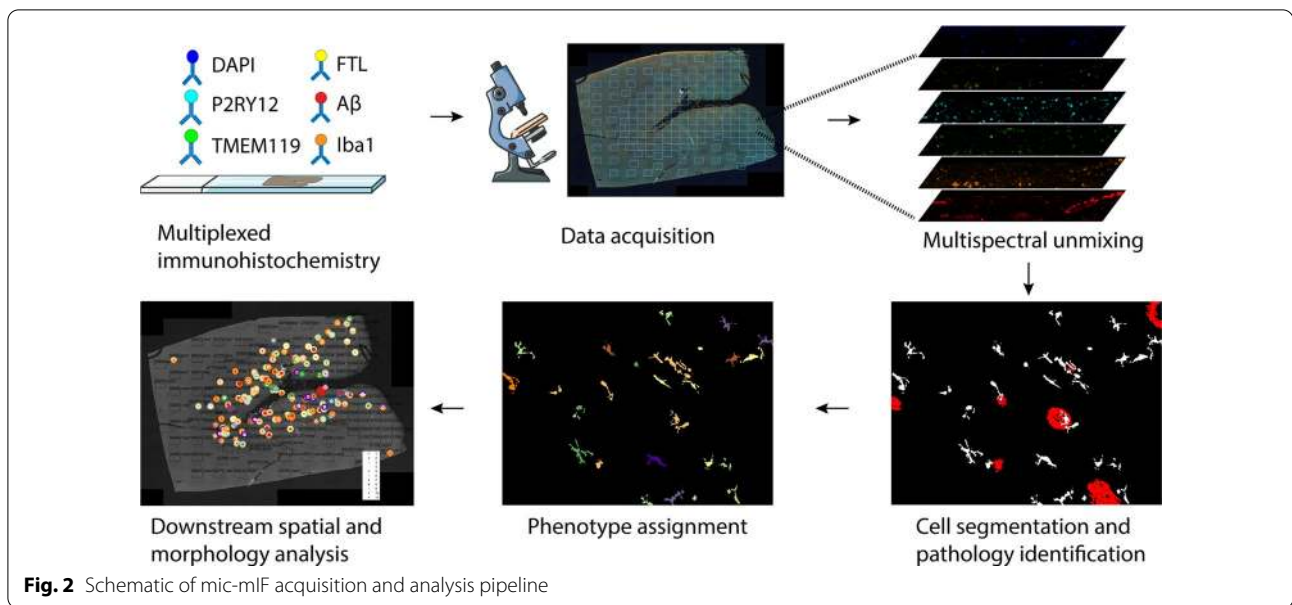 DAPI
FTL
P2RY12
Aβ
TMEM119
Iba1
Multiplexed
immunohistochemistry
Data acquisition
Multispectral unmixing
Downstream spatial and
morphology analysis
Phenotype assignment
Cell segmentation and
pathology identification
Fig. 2 Schematic of mic-mIF acquisition and analysis pipeline